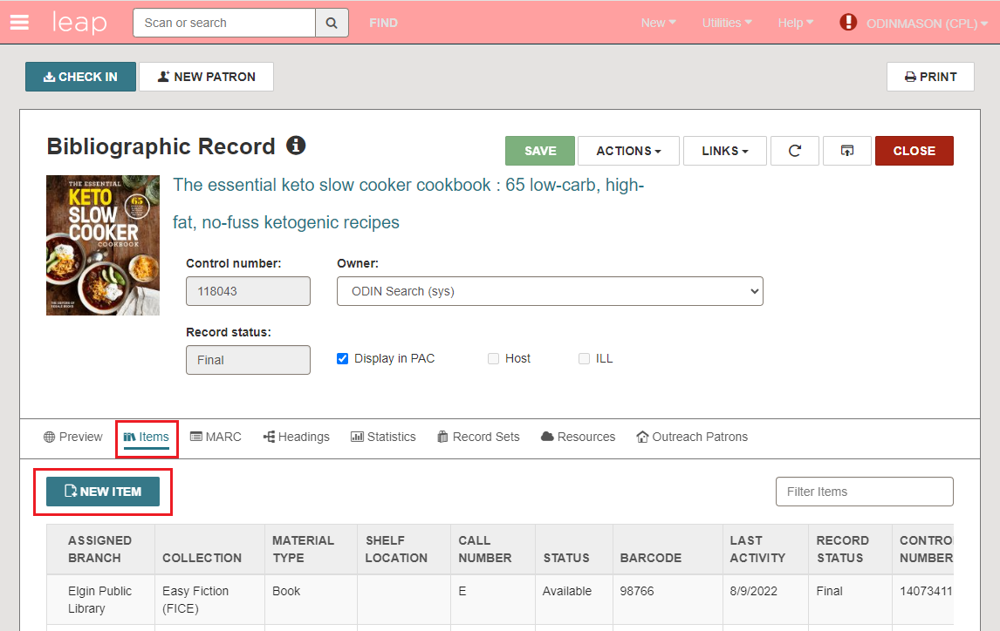 leap
Scan or search
FIND
New
Utilities
Help
ODINMASON (CPL)
CHECK IN
NEW PATRON
PRINT
Bibliographic Record
SAVE
ACTIONS
LINKS
CLOSE
THE ESSENTIAL
KETO
SLOW
COOKER
COOKBOOK
65
The essential keto slow cooker cookbook : 65 low-carb, high-
fat, no-fuss ketogenic recipes
Control number:
Owner:
118043
ODIN Search (sys)
Record status:
Final
Display in PAC
Host
ILL
Preview
Items
MARC
Headings
Statistics
Record Sets
Resources
Outreach Patrons
NEW ITEM
Filter Items
ASSIGNED
BRANCH
COLLECTION
MATERIAL
TYPE
SHELF
LOCATION
CALL
NUMBER
STATUS
BARCODE
LAST
ACTIVITY
RECORD
STATUS
CONTRO
NUMBER
Elgin Public
Library
Easy Fiction
(FICE)
Book
E
Available
98766
8/9/2022
Final
14073411